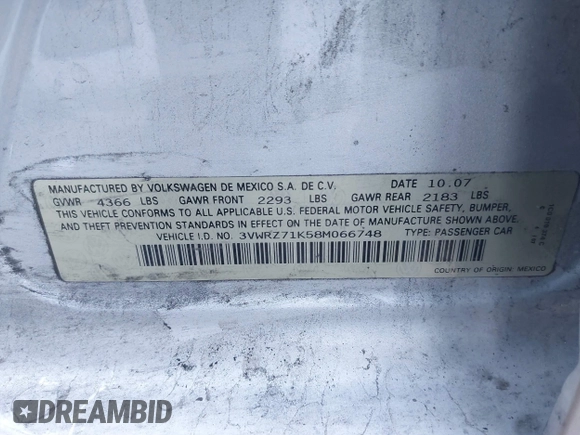 MANUFACTURED BY VOLKSWAGEN DE MEXICO S.A. DE C.V. DATE 10.07
GVWR 4366 LBS GAWR FRONT 2293 LBS GAWR REAR 2183 LBS
THIS VEHICLE CONFORMS TO ALL APPLICABLE U.S. FEDERAL MOTOR VEHICLE SAFETY, BUMPER,
AND THEFT PREVENTION STANDARDS IN EFFECT ON THE DATE OF MANUFACTURE SHOWN ABOVE.
VEHICLE I.D. NO. 3VWRZ71K58M066748 TYPE: PASSENGER CAR
COUNTRY OF ORIGIN: MEXICO
DREAMBID